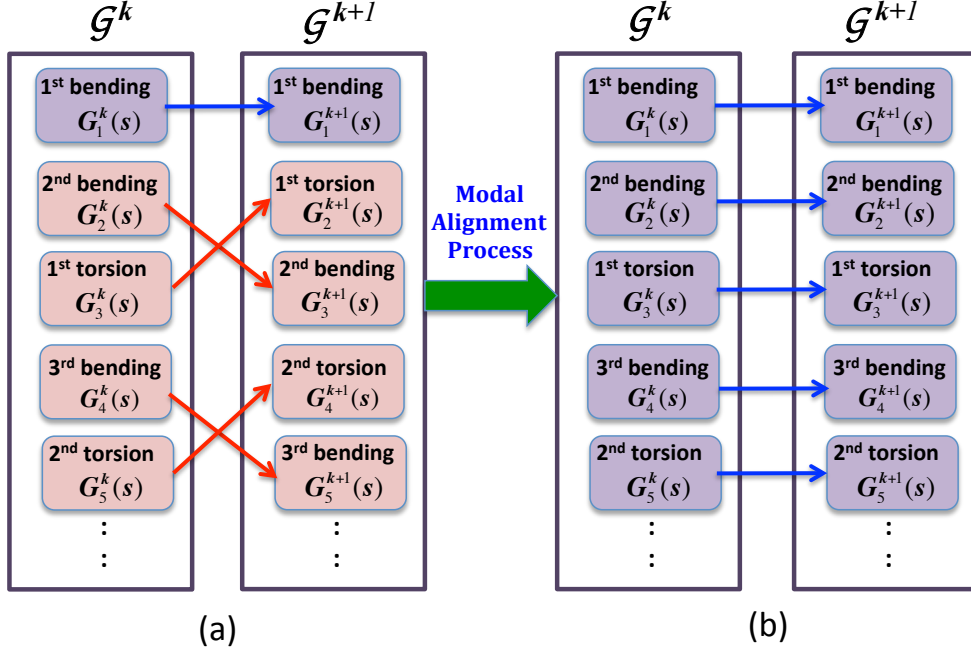 𝒢^k 𝒢^{k+1}
1st bending
G_1^k(s)
2nd bending
G_2^k(s)
1st torsion
G_3^k(s)
3rd bending
G_4^k(s)
2nd torsion
G_5^k(s)
:
:
1st bending
G_1^{k+1}(s)
1st torsion
G_2^{k+1}(s)
2nd bending
G_3^{k+1}(s)
2nd torsion
G_4^{k+1}(s)
3rd bending
G_5^{k+1}(s)
:
:
(a)
Modal
Alignment
Process
𝒢^k 𝒢^{k+1}
1st bending
G_1^k(s)
2nd bending
G_2^k(s)
1st torsion
G_3^k(s)
3rd bending
G_4^k(s)
2nd torsion
G_5^k(s)
:
:
1st bending
G_1^{k+1}(s)
2nd bending
G_2^{k+1}(s)
1st torsion
G_3^{k+1}(s)
3rd bending
G_4^{k+1}(s)
2nd torsion
G_5^{k+1}(s)
:
:
(b)